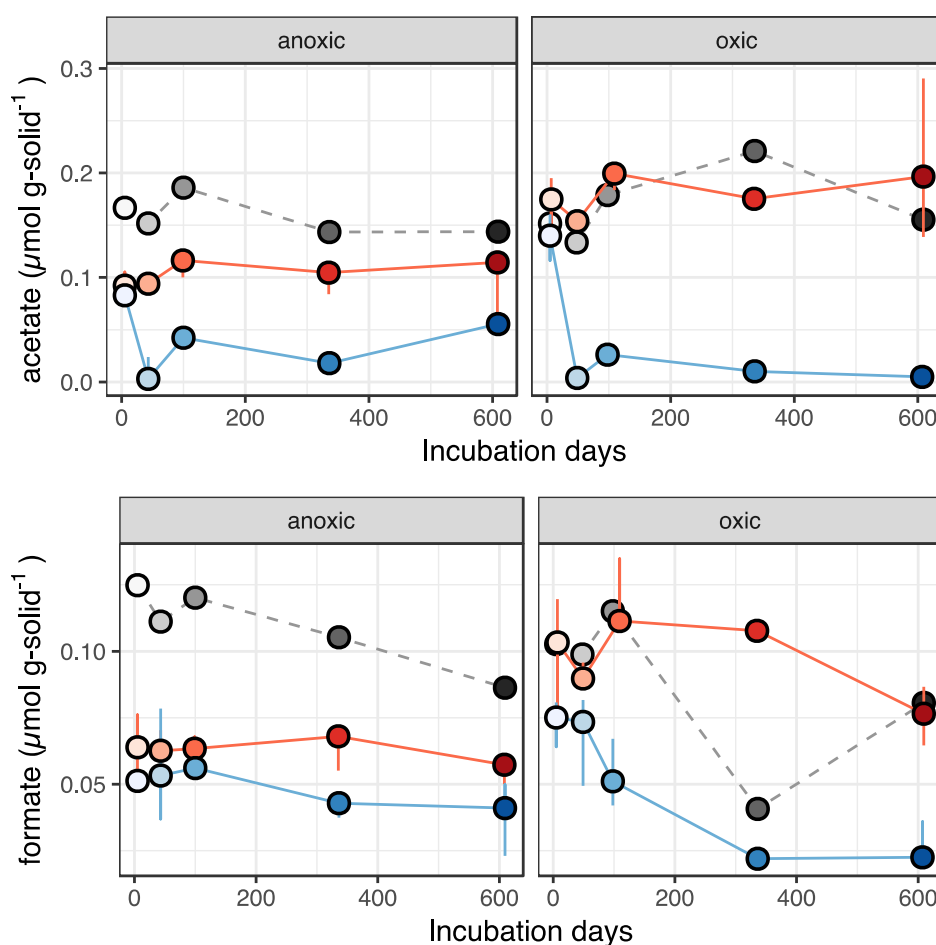 anoxic oxic
acetate (µmol g-solid⁻¹ )
0.3
0.2
0.1
0.0
0 200 400 600 0 200 400 600
Incubation days
anoxic oxic
formate (µmol g-solid⁻¹ )
0.10
0.05
0 200 400 600 0 200 400 600
Incubation days